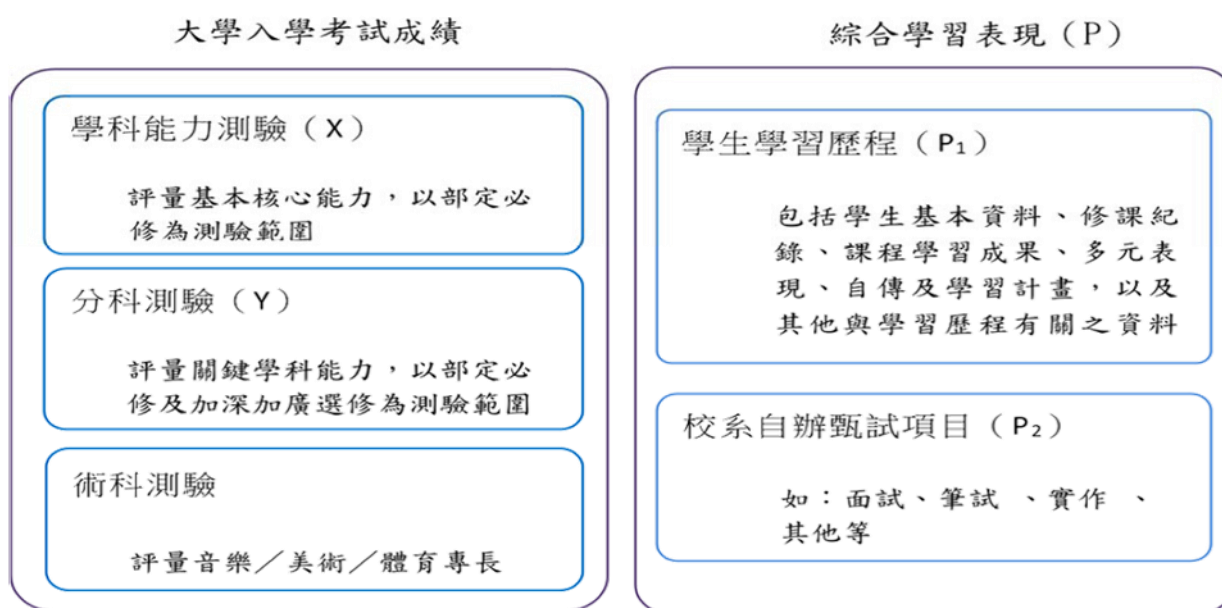 大學入學考試成績
學科能力測驗（X）
評量基本核心能力，以部定必
修為測驗範圍
分科測驗（Y）
評量關鍵學科能力，以部定必
修及加深加廣選修為測驗範圍
術科測驗
評量音樂／美術／體育專長
綜合學習表現（P）
學生學習歷程（P₁）
包括學生基本資料、修課紀
錄、課程學習成果、多元表
現、自傳及學習計畫，以及
其他與學習歷程有關之資料
校系自辦甄試項目（P₂）
如：面試、筆試 、實作 、
其他等